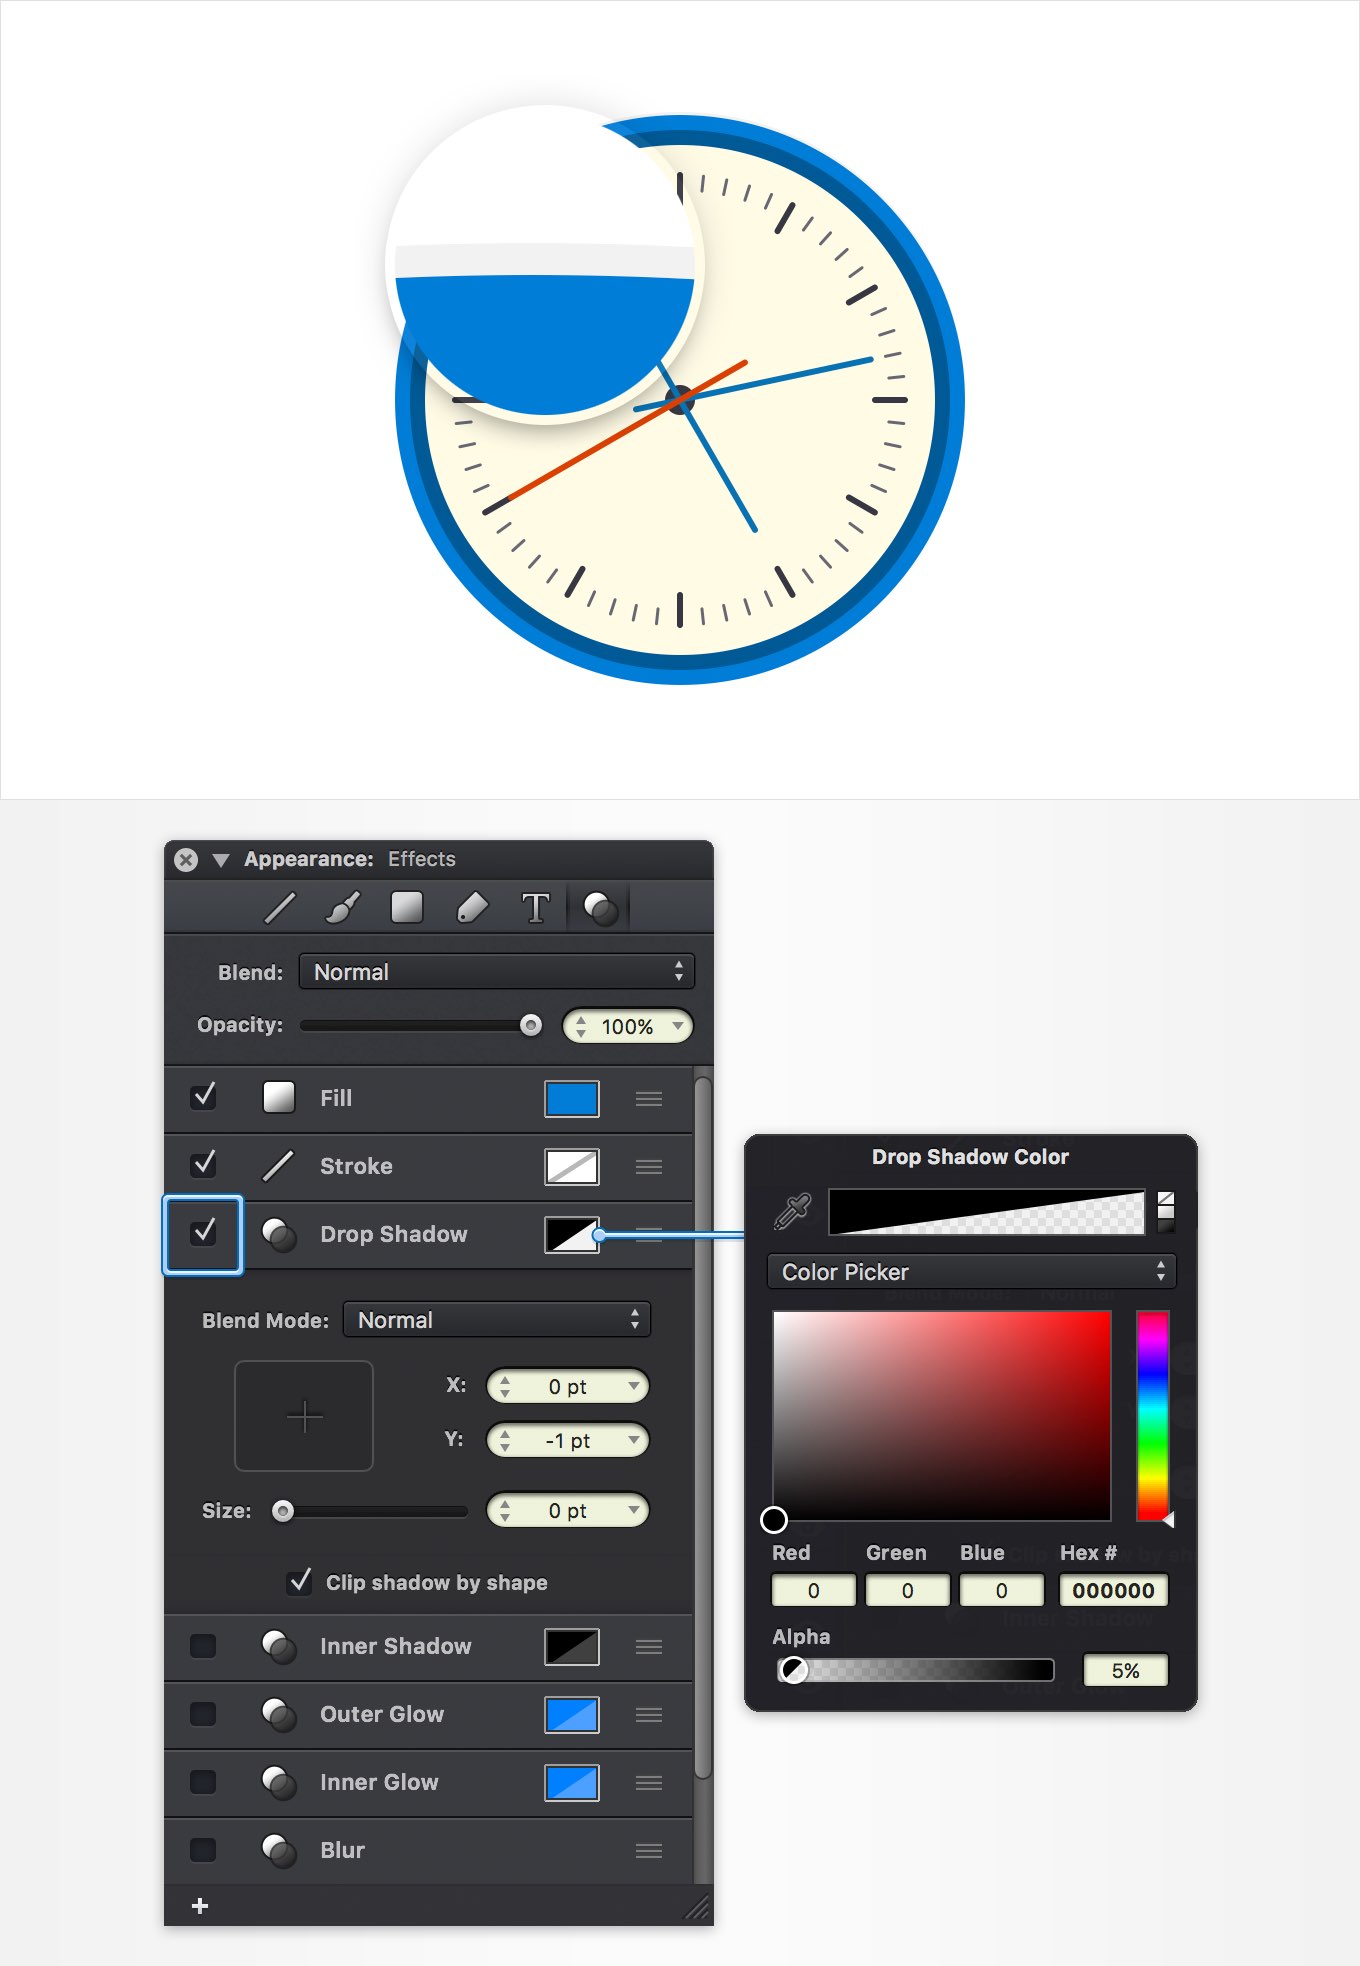 Appearance: Effects
T
Blend: Normal
Opacity: 100%
Fill
Stroke
Drop Shadow
Blend Mode: Normal
X: 0 pt
Y: -1 pt
Size: 0 pt
Clip shadow by shape
Inner Shadow
Outer Glow
Inner Glow
Blur
Drop Shadow Color
Color Picker
Red Green Blue Hex #
0 0 0 000000
Alpha
5%